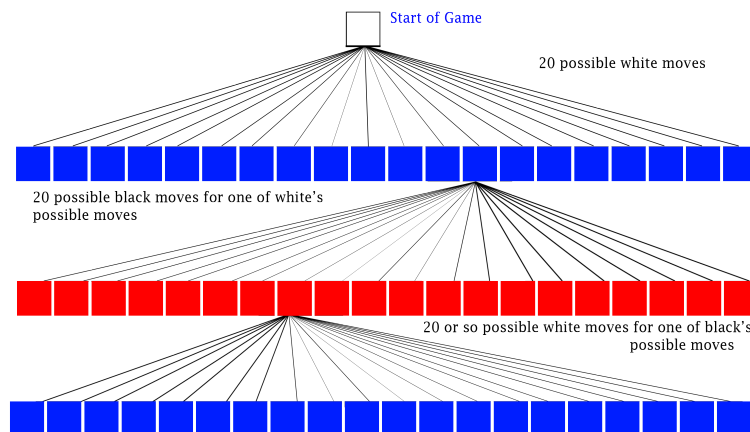 Start of Game
20 possible white moves
20 possible black moves for one of white's
possible moves
20 or so possible white moves for one of black's
possible moves